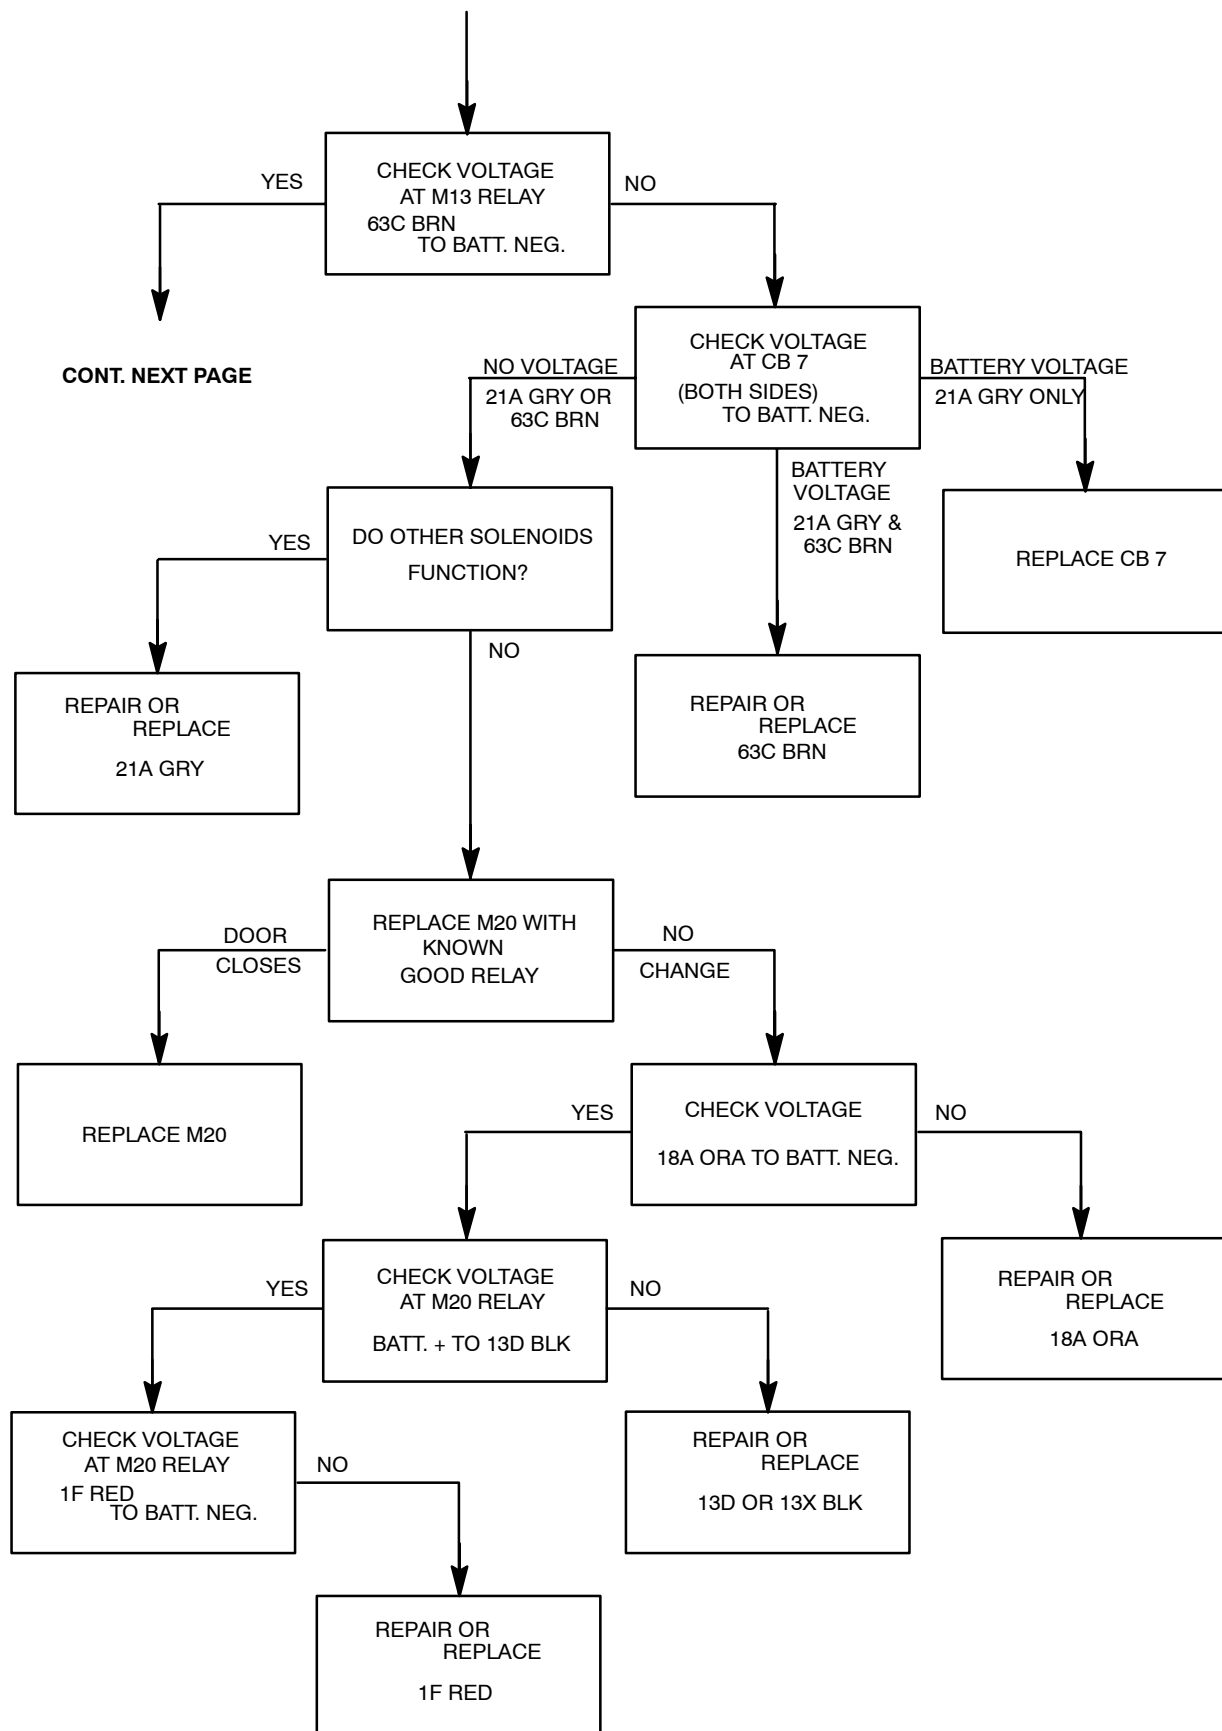 CHECK VOLTAGE
AT M13 RELAY
63C BRN
TO BATT. NEG.
YES
NO
CONT. NEXT PAGE
CHECK VOLTAGE
AT CB 7
(BOTH SIDES)
TO BATT. NEG.
NO VOLTAGE
21A GRY OR
63C BRN
BATTERY VOLTAGE
21A GRY ONLY
BATTERY
VOLTAGE
21A GRY &
63C BRN
REPLACE CB 7
DO OTHER SOLENOIDS
FUNCTION?
YES
NO
REPAIR OR
REPLACE
21A GRY
REPAIR OR
REPLACE
63C BRN
REPLACE M20 WITH
KNOWN
GOOD RELAY
DOOR
CLOSES
NO
CHANGE
REPLACE M20
CHECK VOLTAGE
18A ORA TO BATT. NEG.
YES
NO
CHECK VOLTAGE
AT M20 RELAY
BATT. + TO 13D BLK
YES
NO
REPAIR OR
REPLACE
18A ORA
CHECK VOLTAGE
AT M20 RELAY
1F RED
TO BATT. NEG.
NO
REPAIR OR
REPLACE
13D OR 13X BLK
REPAIR OR
REPLACE
1F RED